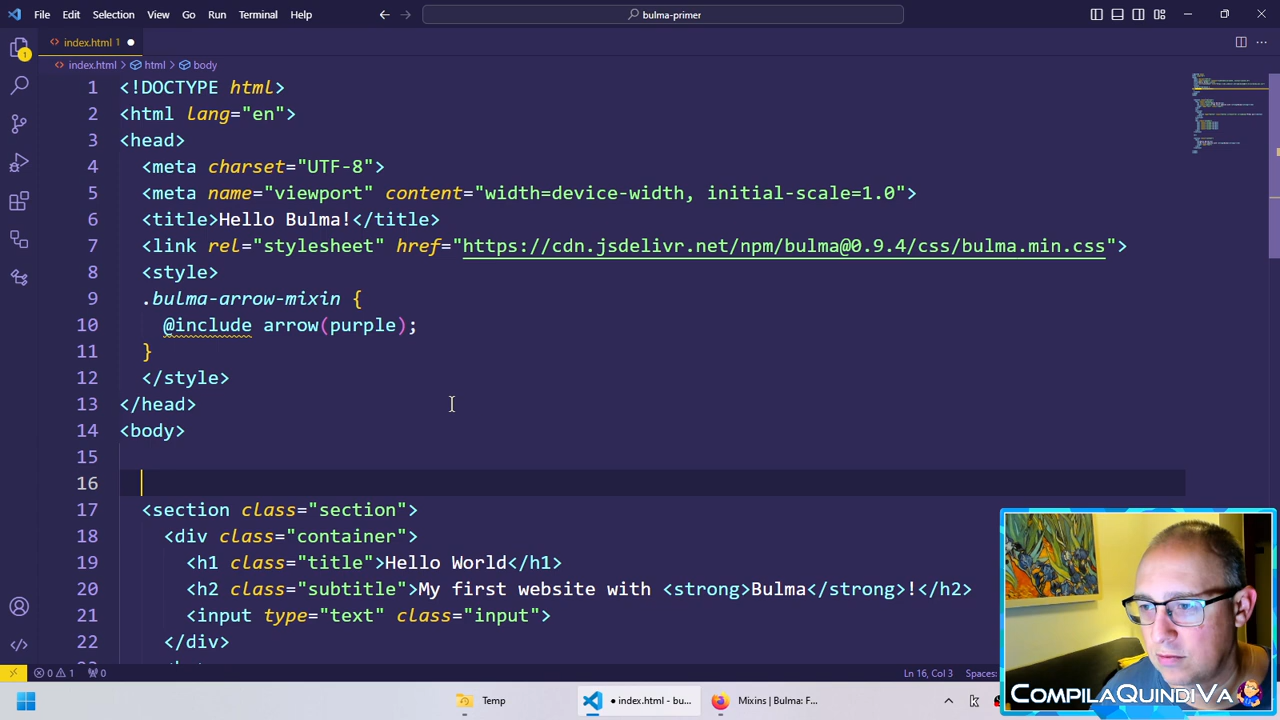 File Edit Selection View Go Run Terminal Help
bulma-primer
index.html 1
index.html > html > body
1 <!DOCTYPE html>
2 <html lang="en">
3 <head>
4 <meta charset="UTF-8">
5 <meta name="viewport" content="width=device-width, initial-scale=1.0">
6 <title>Hello Bulma!</title>
7 <link rel="stylesheet" href="https://cdn.jsdelivr.net/npm/bulma@0.9.4/css/bulma.min.css">
8 <style>
9 .bulma-arrow-mixin {
10 @include arrow(purple);
11 }
12 </style>
13 </head>
14 <body>
15
16
17 <section class="section">
18 <div class="container">
19 <h1 class="title">Hello World</h1>
20 <h2 class="subtitle">My first website with <strong>Bulma</strong>!</h2>
21 <input type="text" class="input">
22 </div>
1
0 1 0
Ln 16, Col 3 Spaces:
CompilaQuindiVa
Temp
index.html - bu...
Mixins | Bulma: F...